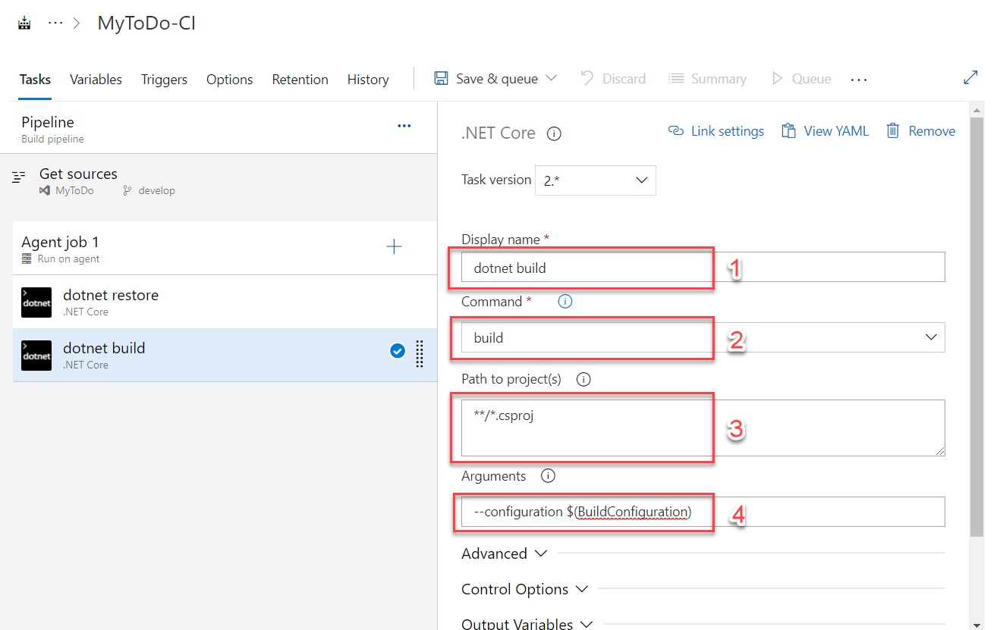 ··· > MyToDo-CI
Tasks Variables Triggers Options Retention History Save & queue Discard Summary Queue ...
Pipeline
Build pipeline
Get sources
MyToDo develop
Agent job 1
Run on agent
dotnet
dotnet restore
.NET Core
dotnet
dotnet build
.NET Core
.NET Core Link settings View YAML Remove
Task version 2.*
Display name *
dotnet build 1
Command *
build 2
Path to project(s)
**/*.csproj 3
Arguments
--configuration $(BuildConfiguration) 4
Advanced
Control Options
Output Variables